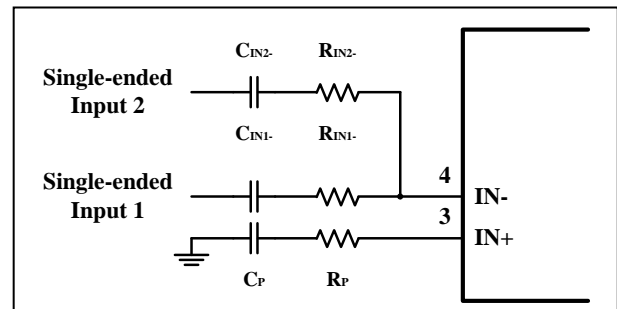 CIN2- RIN2-
Single-ended
Input 2
CIN1- RIN1-
Single-ended
Input 1
4
IN-
3
IN+
CP RP